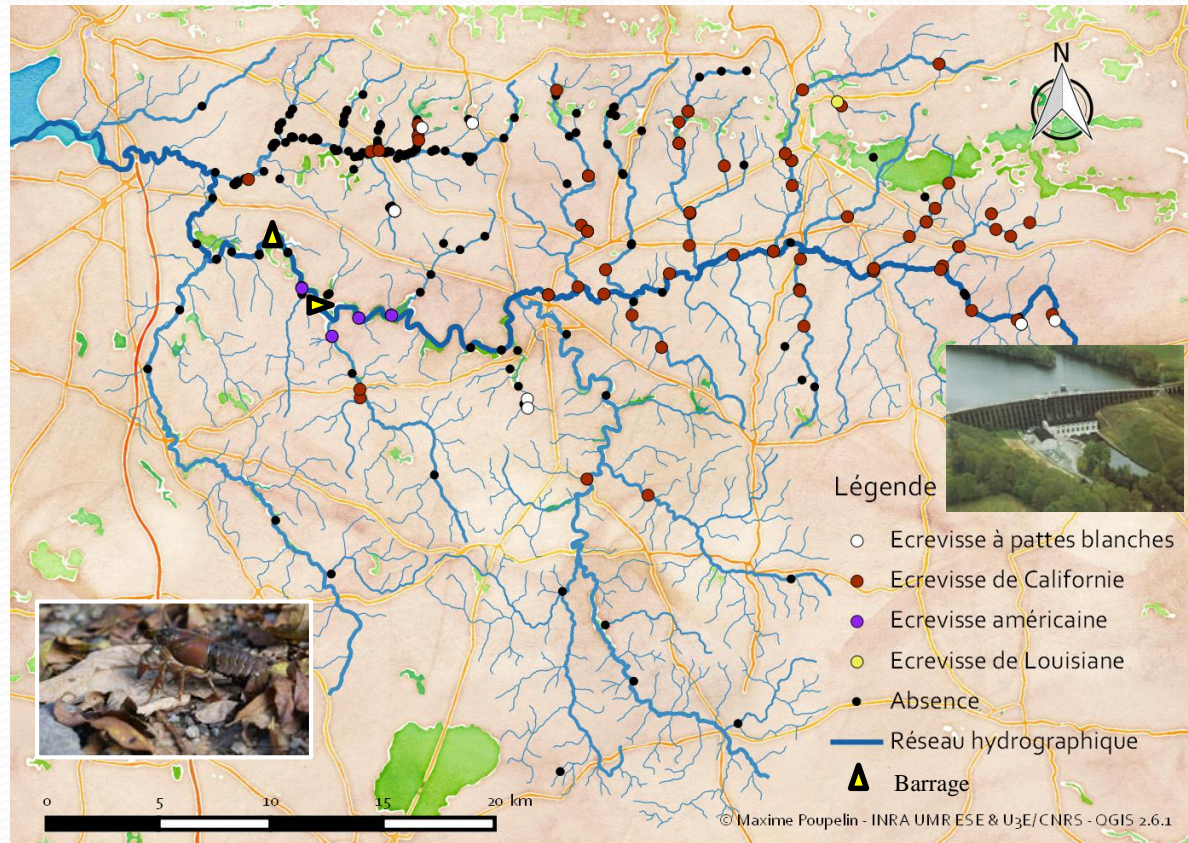 N
Légende
Ecrevisse à pattes blanches
Ecrevisse de Californie
Ecrevisse américaine
Ecrevisse de Louisiane
Absence
Réseau hydrographique
Barrage
0 5 10 15 20 km
© Maxime Poupelin - INRA UMR ESE & U3E/CNRS - QGIS 2.6.1